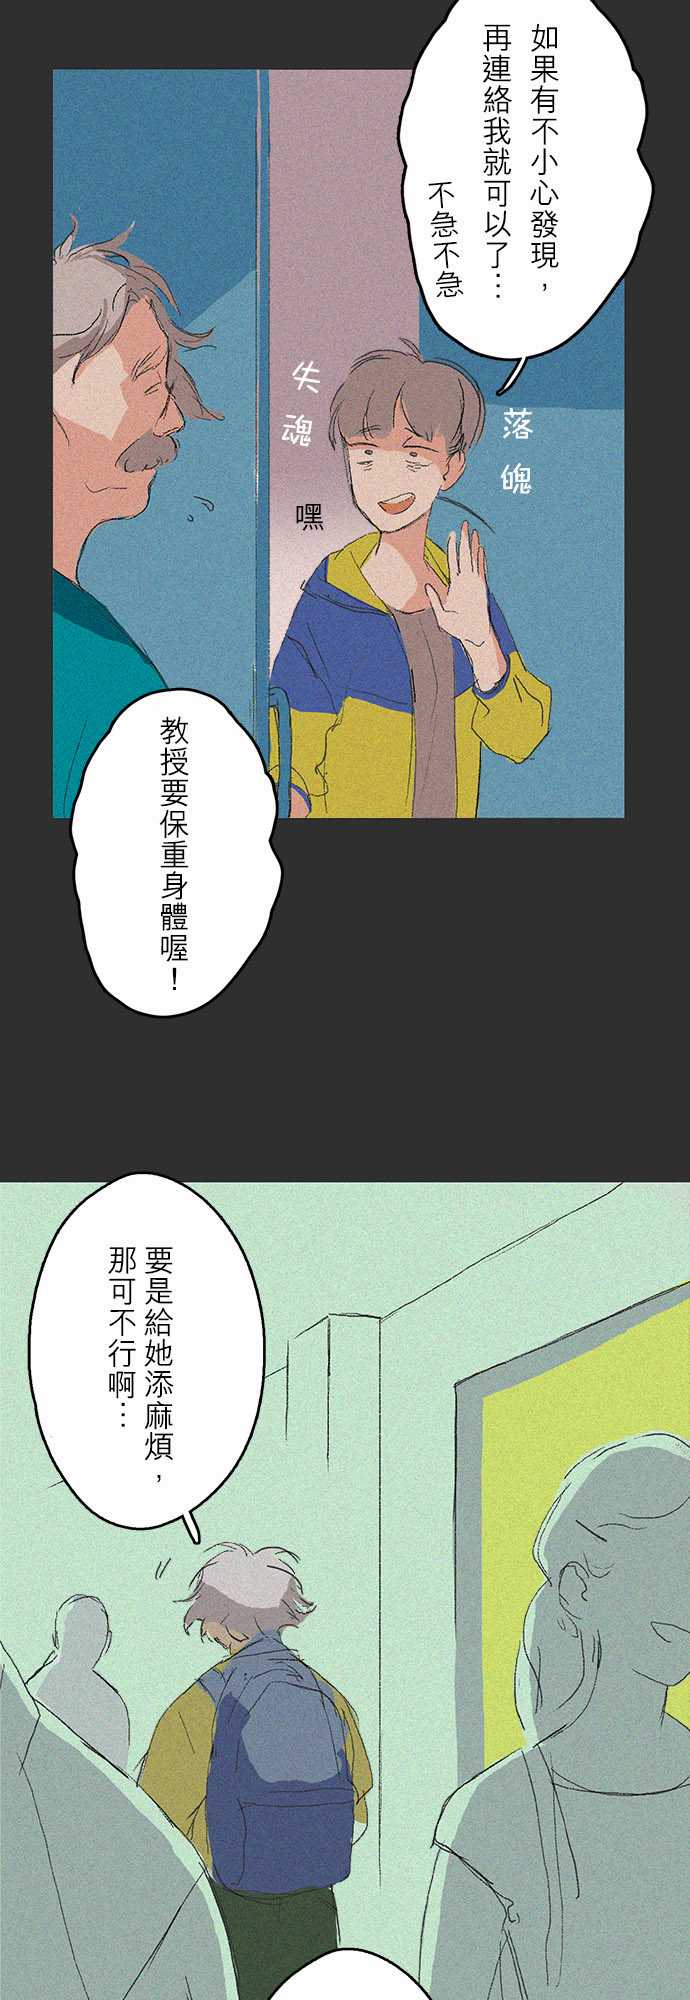 如果有不小心發現，
再連絡我就可以了…
不急不急
落魄
失魂
嘿
教授要保重身體喔！
要是給她添麻煩，
那可不行啊…